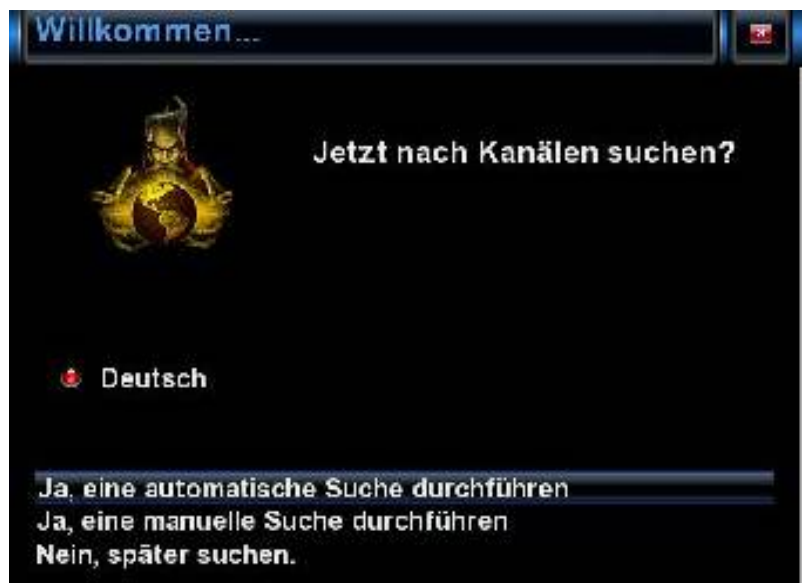 Willkommen...
Jetzt nach Kanälen suchen?
Deutsch
Ja, eine automatische Suche durchführen
Ja, eine manuelle Suche durchführen
Nein, später suchen.